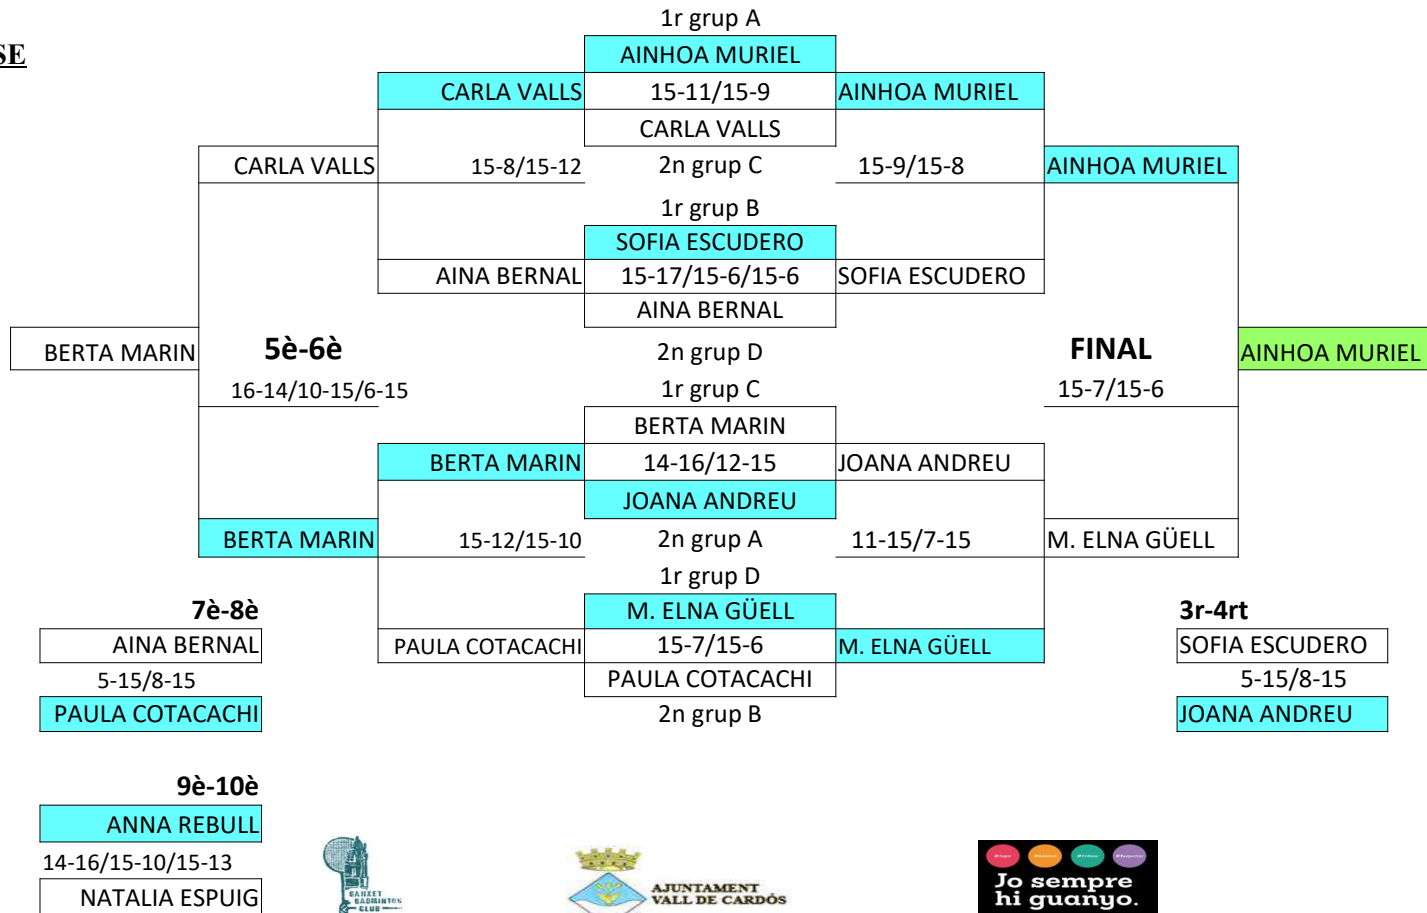 1r grup A
SE
AINHOA MURIEL
CARLA VALLS 15-11/15-9 AINHOA MURIEL
CARLA VALLS
CARLA VALLS 15-8/15-12 2n grup C 15-9/15-8 AINHOA MURIEL
1r grup B
SOFIA ESCUDERO
AINA BERNAL 15-17/15-6/15-6 SOFIA ESCUDERO
AINA BERNAL
BERTA MARIN 5è-6è 2n grup D FINAL AINHOA MURIEL
16-14/10-15/6-15 1r grup C 15-7/15-6
BERTA MARIN
BERTA MARIN 14-16/12-15 JOANA ANDREU
JOANA ANDREU
BERTA MARIN 15-12/15-10 2n grup A 11-15/7-15 M. ELNA GÜELL
1r grup D
7è-8è M. ELNA GÜELL 3r-4rt
AINA BERNAL PAULA COTACACHI 15-7/15-6 M. ELNA GÜELL SOFIA ESCUDERO
5-15/8-15 PAULA COTACACHI 5-15/8-15
PAULA COTACACHI 2n grup B JOANA ANDREU
9è-10è
ANNA REBULL
14-16/15-10/15-13
NATALIA ESPUIG
BADMINTON
CLUB
AJUNTAMENT
VALL DE CARDÓS
Jo sempre
hi guanyo.